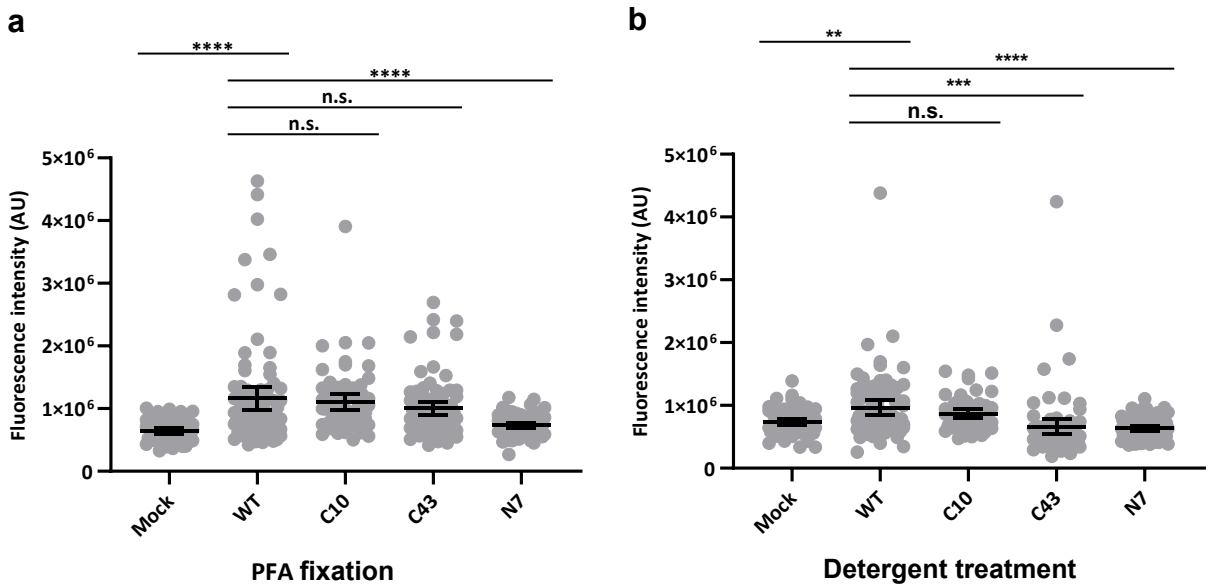 a
****
****
n.s.
n.s.
5×10⁶
4×10⁶
3×10⁶
2×10⁶
1×10⁶
0
Fluorescence intensity (AU)
Mock
WT
C10
C43
N7
PFA fixation
b
**
****
***
n.s.
5×10⁶
4×10⁶
3×10⁶
2×10⁶
1×10⁶
0
Fluorescence intensity (AU)
Mock
WT
C10
C43
N7
Detergent treatment